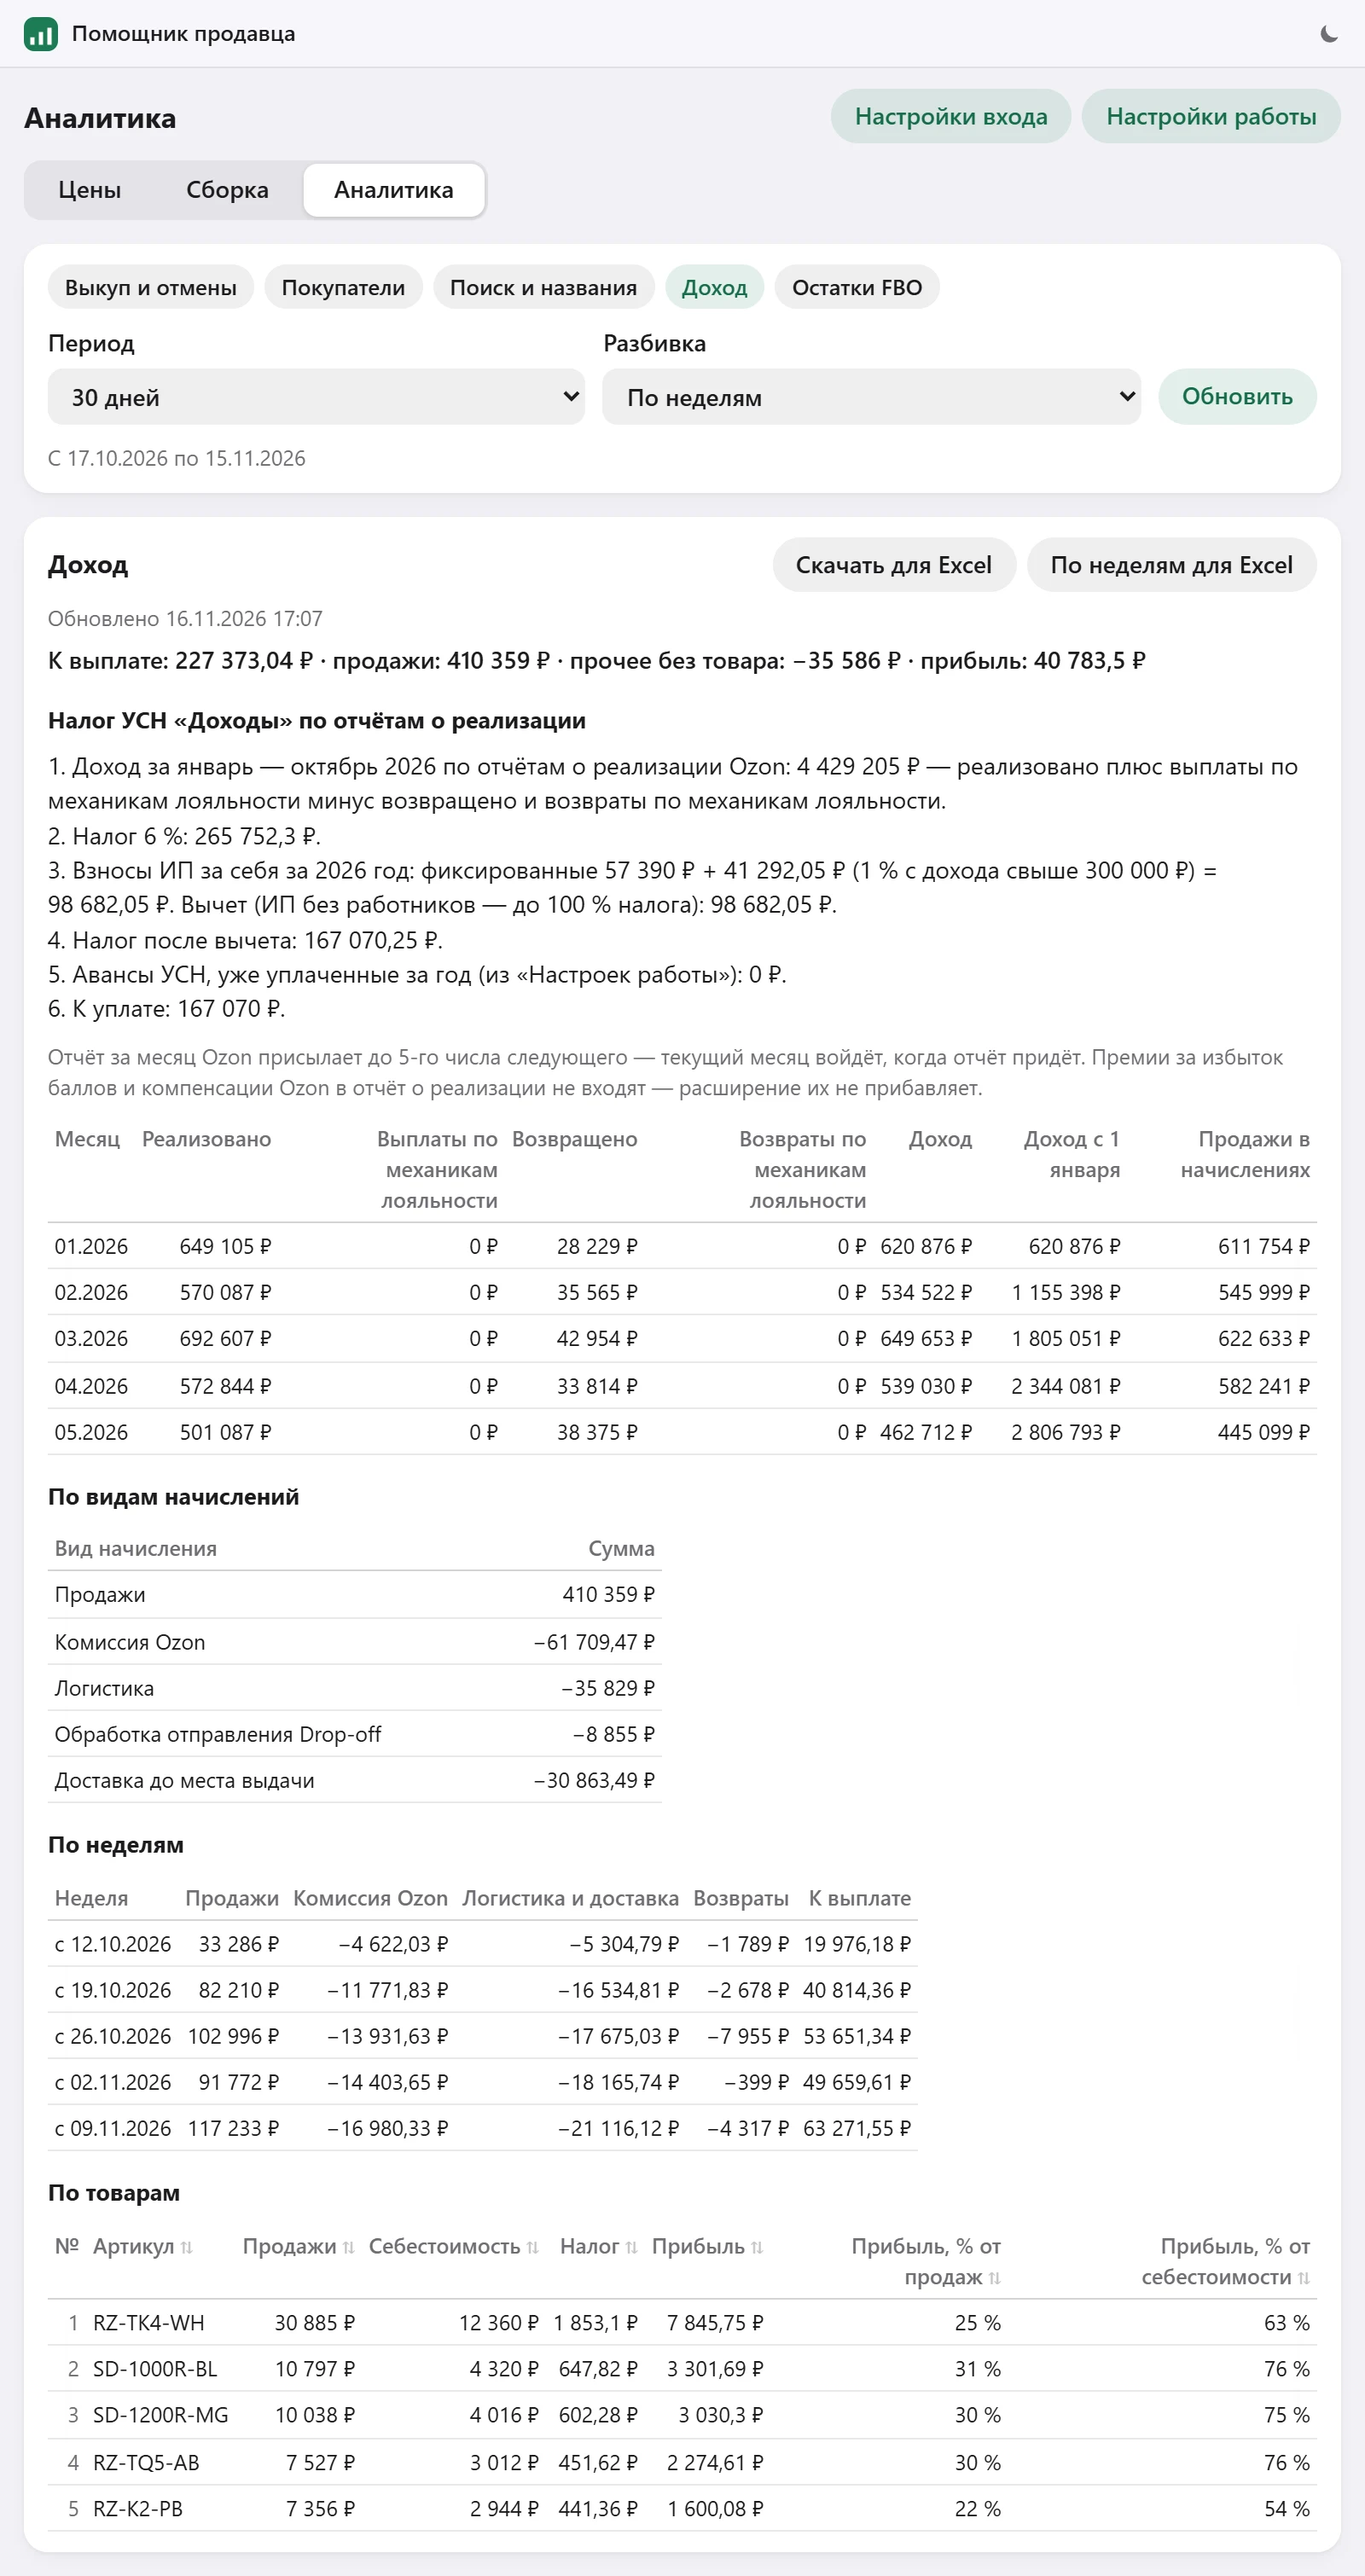 Помощник продавца
Аналитика
Настройки входа
Настройки работы
Цены
Сборка
Аналитика
Выкуп и отмены
Покупатели
Поиск и названия
Доход
Остатки FBO
Период
Разбивка
30 дней
По неделям
Обновить
С 17.10.2026 по 15.11.2026
Доход
Скачать для Excel
По неделям для Excel
Обновлено 16.11.2026 17:07
К выплате: 227 373,04 ₽ · продажи: 410 359 ₽ · прочее без товара: −35 586 ₽ · прибыль: 40 783,5 ₽
Налог УСН «Доходы» по отчётам о реализации
1. Доход за январь — октябрь 2026 по отчётам о реализации Ozon: 4 429 205 ₽ — реализовано плюс выплаты по
механикам лояльности минус возвращено и возвраты по механикам лояльности.
2. Налог 6 %: 265 752,3 ₽.
3. Взносы ИП за себя за 2026 год: фиксированные 57 390 ₽ + 41 292,05 ₽ (1 % с дохода свыше 300 000 ₽) =
98 682,05 ₽. Вычет (ИП без работников — до 100 % налога): 98 682,05 ₽.
4. Налог после вычета: 167 070,25 ₽.
5. Авансы УСН, уже уплаченные за год (из «Настроек работы»): 0 ₽.
6. К уплате: 167 070 ₽.
Отчёт за месяц Ozon присылает до 5-го числа следующего — текущий месяц войдёт, когда отчёт придёт. Премии за избыток
баллов и компенсации Ozon в отчёт о реализации не входят — расширение их не прибавляет.
Месяц Реализовано Выплаты по механикам лояльности Возвращено Возвраты по механикам лояльности Доход Доход с 1 января Продажи в начислениях
01.2026 649 105 ₽ 0 ₽ 28 229 ₽ 0 ₽ 620 876 ₽ 620 876 ₽ 611 754 ₽
02.2026 570 087 ₽ 0 ₽ 35 565 ₽ 0 ₽ 534 522 ₽ 1 155 398 ₽ 545 999 ₽
03.2026 692 607 ₽ 0 ₽ 42 954 ₽ 0 ₽ 649 653 ₽ 1 805 051 ₽ 622 633 ₽
04.2026 572 844 ₽ 0 ₽ 33 814 ₽ 0 ₽ 539 030 ₽ 2 344 081 ₽ 582 241 ₽
05.2026 501 087 ₽ 0 ₽ 38 375 ₽ 0 ₽ 462 712 ₽ 2 806 793 ₽ 445 099 ₽
По видам начислений
Вид начисления Сумма
Продажи 410 359 ₽
Комиссия Ozon −61 709,47 ₽
Логистика −35 829 ₽
Обработка отправления Drop-off −8 855 ₽
Доставка до места выдачи −30 863,49 ₽
По неделям
Неделя Продажи Комиссия Ozon Логистика и доставка Возвраты К выплате
с 12.10.2026 33 286 ₽ −4 622,03 ₽ −5 304,79 ₽ −1 789 ₽ 19 976,18 ₽
с 19.10.2026 82 210 ₽ −11 771,83 ₽ −16 534,81 ₽ −2 678 ₽ 40 814,36 ₽
с 26.10.2026 102 996 ₽ −13 931,63 ₽ −17 675,03 ₽ −7 955 ₽ 53 651,34 ₽
с 02.11.2026 91 772 ₽ −14 403,65 ₽ −18 165,74 ₽ −399 ₽ 49 659,61 ₽
с 09.11.2026 117 233 ₽ −16 980,33 ₽ −21 116,12 ₽ −4 317 ₽ 63 271,55 ₽
По товарам
№ Артикул Продажи Себестоимость Налог Прибыль Прибыль, % от продаж Прибыль, % от себестоимости
1 RZ-TK4-WH 30 885 ₽ 12 360 ₽ 1 853,1 ₽ 7 845,75 ₽ 25 % 63 %
2 SD-1000R-BL 10 797 ₽ 4 320 ₽ 647,82 ₽ 3 301,69 ₽ 31 % 76 %
3 SD-1200R-MG 10 038 ₽ 4 016 ₽ 602,28 ₽ 3 030,3 ₽ 30 % 75 %
4 RZ-TQ5-AB 7 527 ₽ 3 012 ₽ 451,62 ₽ 2 274,61 ₽ 30 % 76 %
5 RZ-K2-PB 7 356 ₽ 2 944 ₽ 441,36 ₽ 1 600,08 ₽ 22 % 54 %